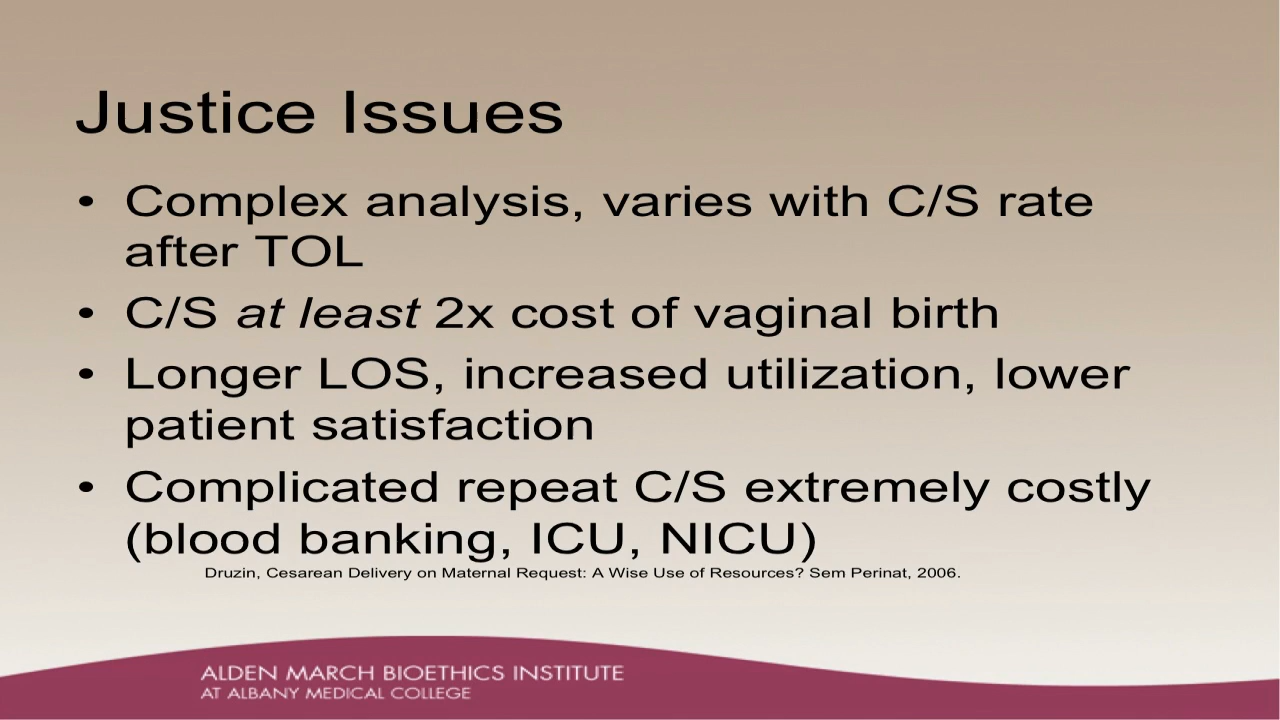 Justice Issues
• Complex analysis, varies with C/S rate
after TOL
• C/S at least 2x cost of vaginal birth
• Longer LOS, increased utilization, lower
patient satisfaction
• Complicated repeat C/S extremely costly
(blood banking, ICU, NICU)
Druzin, Cesarean Delivery on Maternal Request: A Wise Use of Resources? Sem Perinat, 2006.
ALDEN MARCH BIOETHICS INSTITUTE
AT ALBANY MEDICAL COLLEGE